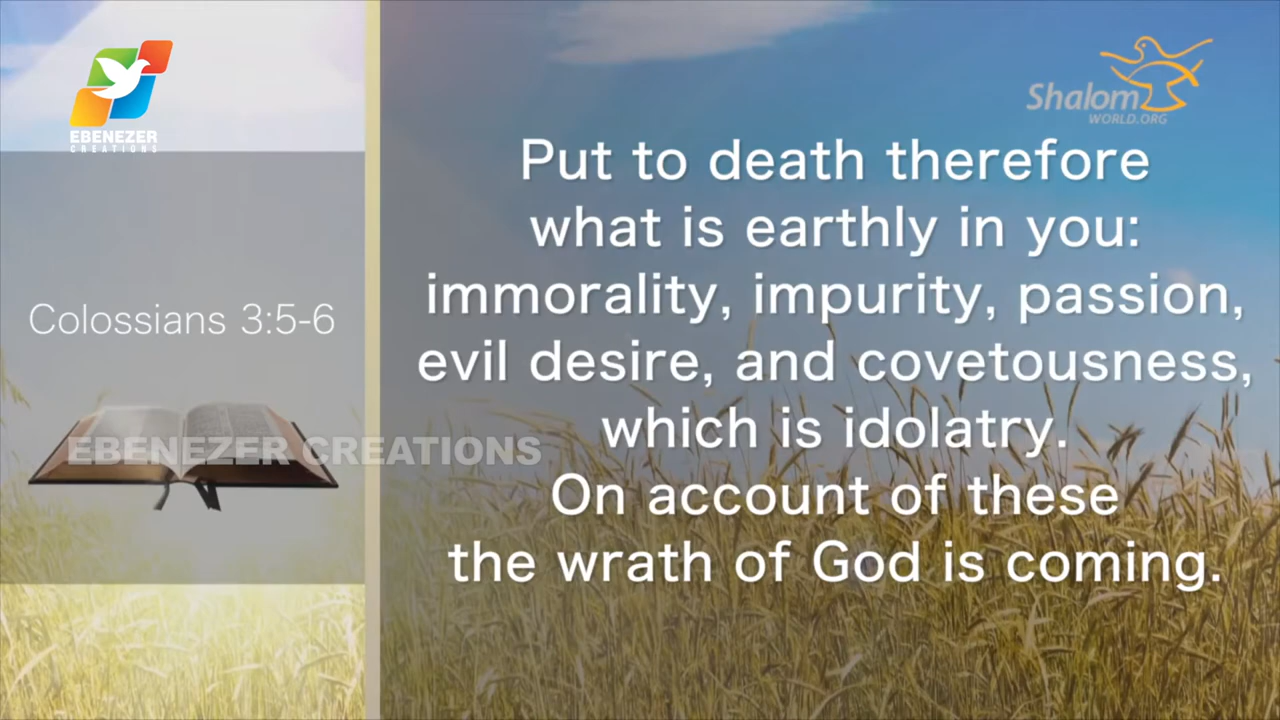 EBENEZER
CREATIONS
Shalom
WORLD.ORG
Colossians 3:5-6
EBENEZER CREATIONS
Put to death therefore
what is earthly in you:
immorality, impurity, passion,
evil desire, and covetousness,
which is idolatry.
On account of these
the wrath of God is coming.